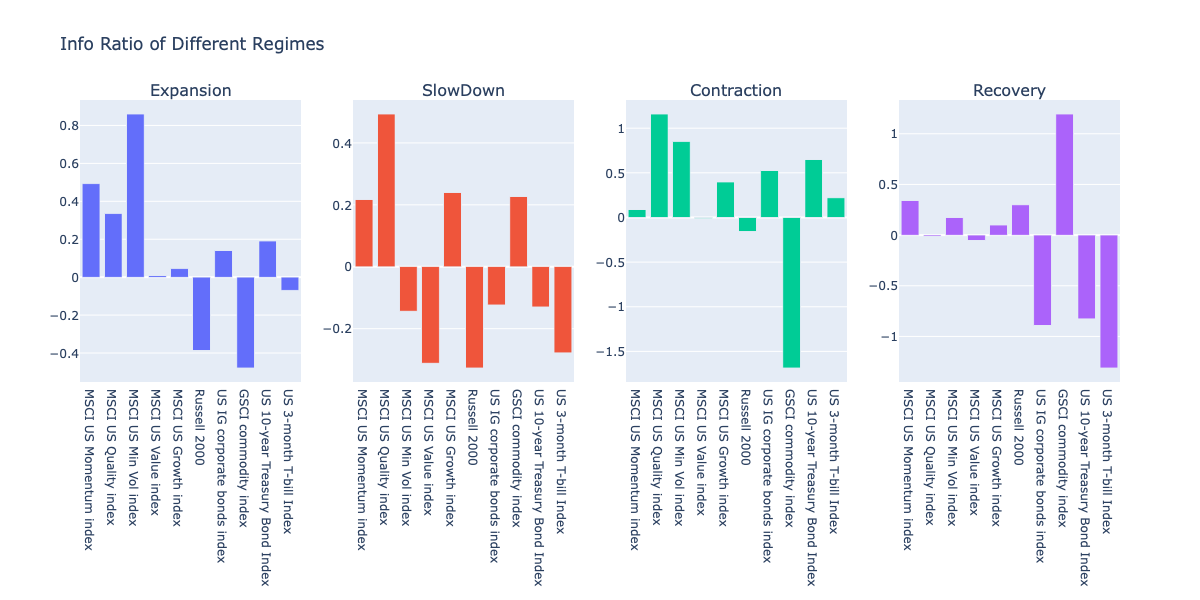 Info Ratio of Different Regimes
Expansion
SlowDown
Contraction
Recovery
0.8
0.6
0.4
0.2
0
−0.2
−0.4
0.4
0.2
0
−0.2
1
0.5
0
−0.5
−1
−1.5
1
0.5
0
−0.5
−1
MSCI US Momentum index
MSCI US Quality index
MSCI US Min Vol index
MSCI US Value index
MSCI US Growth index
Russell 2000
US IG corporate bonds index
GSCI commodity index
US 10-year Treasury Bond Index
US 3-month T-bill Index
MSCI US Momentum index
MSCI US Quality index
MSCI US Min Vol index
MSCI US Value index
MSCI US Growth index
Russell 2000
US IG corporate bonds index
GSCI commodity index
US 10-year Treasury Bond Index
US 3-month T-bill Index
MSCI US Momentum index
MSCI US Quality index
MSCI US Min Vol index
MSCI US Value index
MSCI US Growth index
Russell 2000
US IG corporate bonds index
GSCI commodity index
US 10-year Treasury Bond Index
US 3-month T-bill Index
MSCI US Momentum index
MSCI US Quality index
MSCI US Min Vol index
MSCI US Value index
MSCI US Growth index
Russell 2000
US IG corporate bonds index
GSCI commodity index
US 10-year Treasury Bond Index
US 3-month T-bill Index